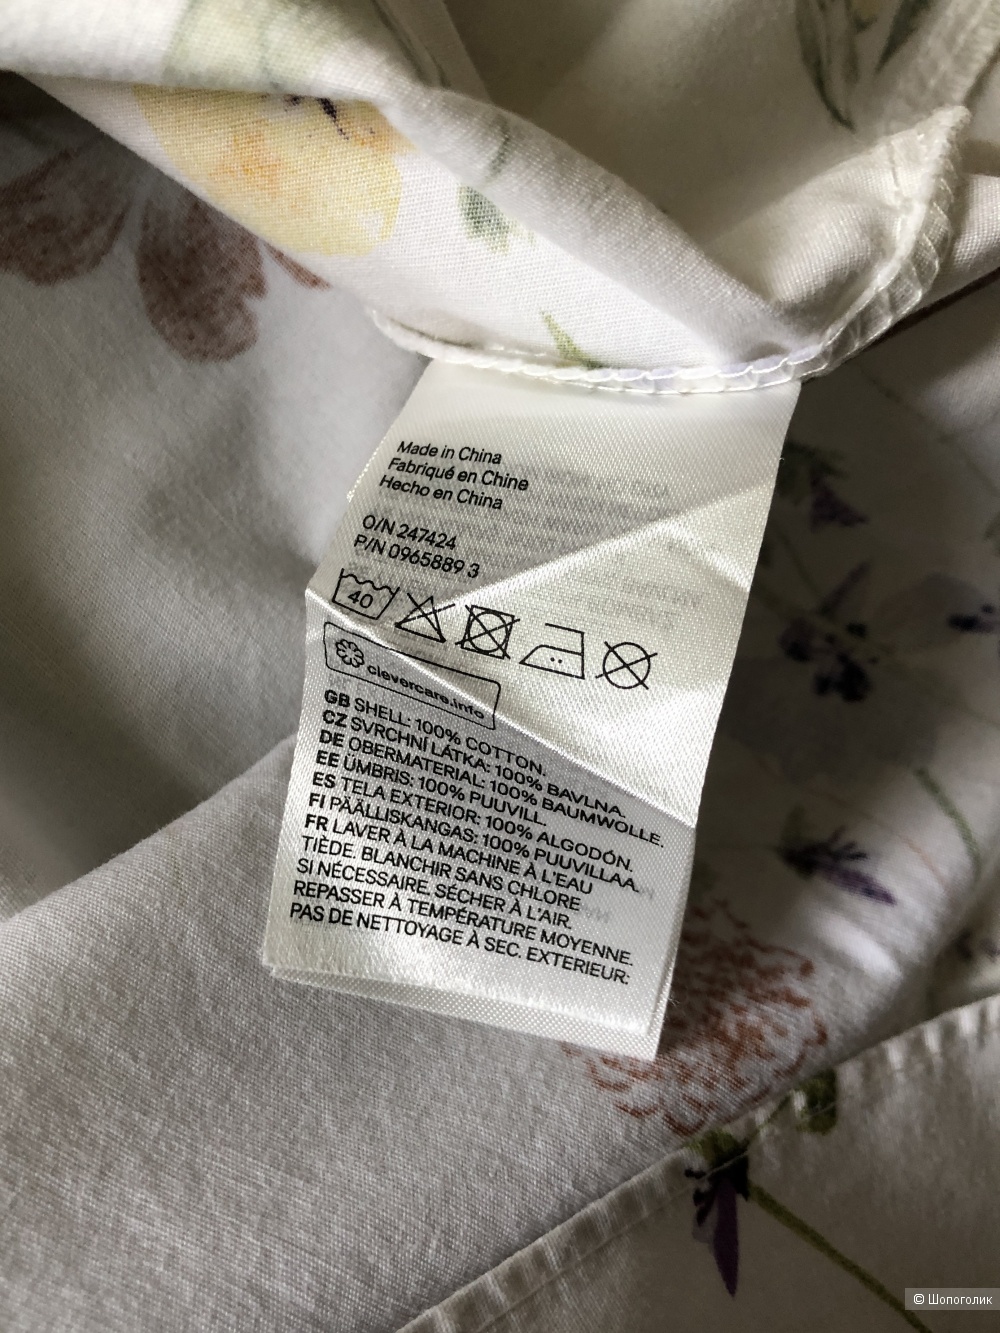 Made in China
Fabriqué en Chine
Hecho en China
O/N 247424
P/N 0965889 3
40
clevercare.info
GB SHELL: 100% COTTON.
CZ SVRCHNÍ LÁTKA: 100% BAVLNA.
DE OBERMATERIAL: 100% BAUMWOLLE.
EE ÜMBRIS: 100% PUUVILL.
ES TELA EXTERIOR: 100% ALGODÓN.
FI PÄÄLLISKANGAS: 100% PUUVILLAA.
FR LAVER À LA MACHINE À L'EAU
TIÈDE. BLANCHIR SANS CHLORE
SI NÉCESSAIRE. SÉCHER À L'AIR.
REPASSER À TEMPÉRATURE MOYENNE.
PAS DE NETTOYAGE À SEC. EXTERIEUR:
© Шопоголик